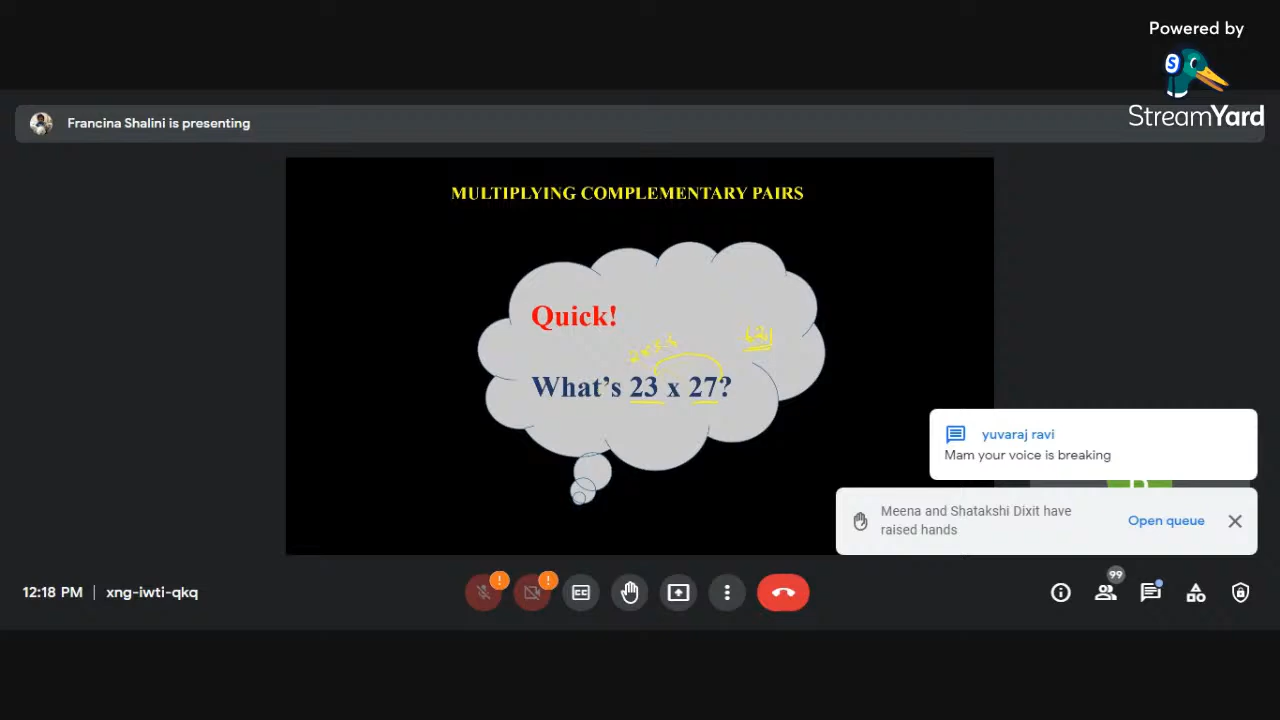 Powered by
StreamYard
Francina Shalini is presenting
MULTIPLYING COMPLEMENTARY PAIRS
Quick!
621
What's 23 x 27?
yuvaraj ravi
Mam your voice is breaking
Meena and Shatakshi Dixit have
raised hands
Open queue
99
12:18 PM | xng-iwti-qkq